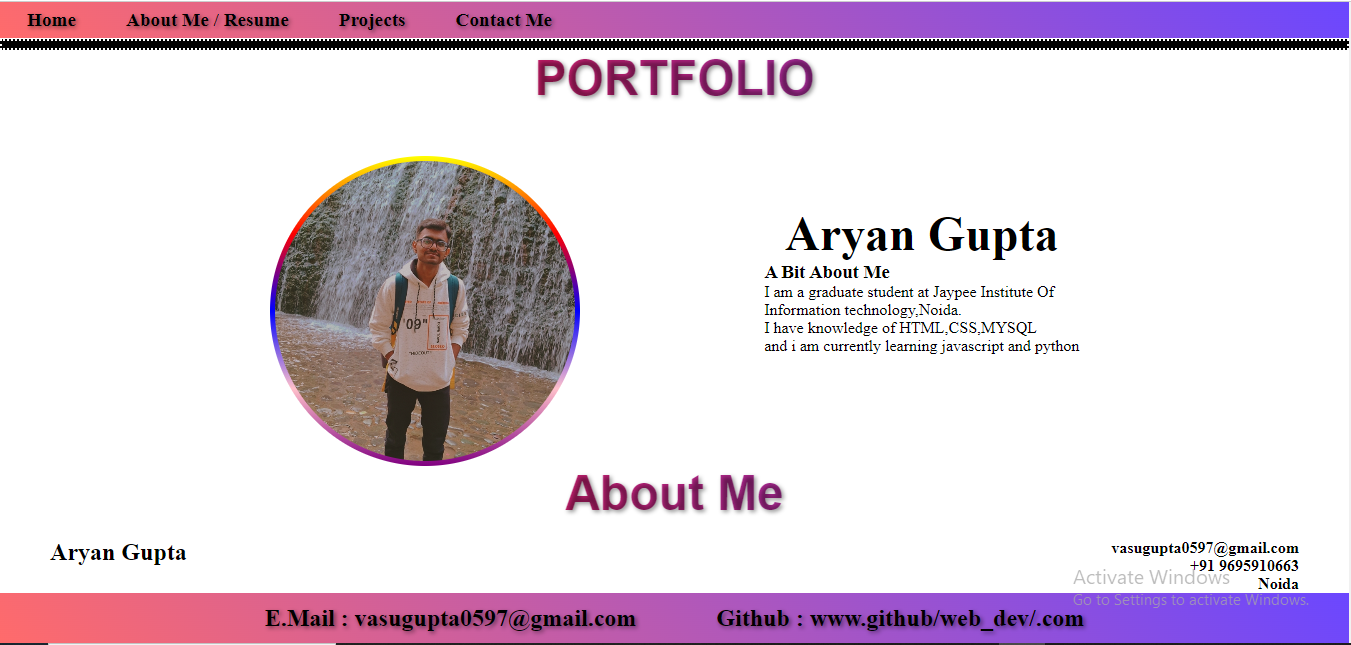 Home About Me / Resume Projects Contact Me
PORTFOLIO
Aryan Gupta
A Bit About Me
I am a graduate student at Jaypee Institute Of
Information technology,Noida.
I have knowledge of HTML,CSS,MYSQL
and i am currently learning javascript and python
'09"
About Me
Aryan Gupta
vasugupta0597@gmail.com
+91 9695910663
Noida
Activate Windows
Go to Settings to activate Windows.
E.Mail : vasugupta0597@gmail.com Github : www.github/web_dev/.com